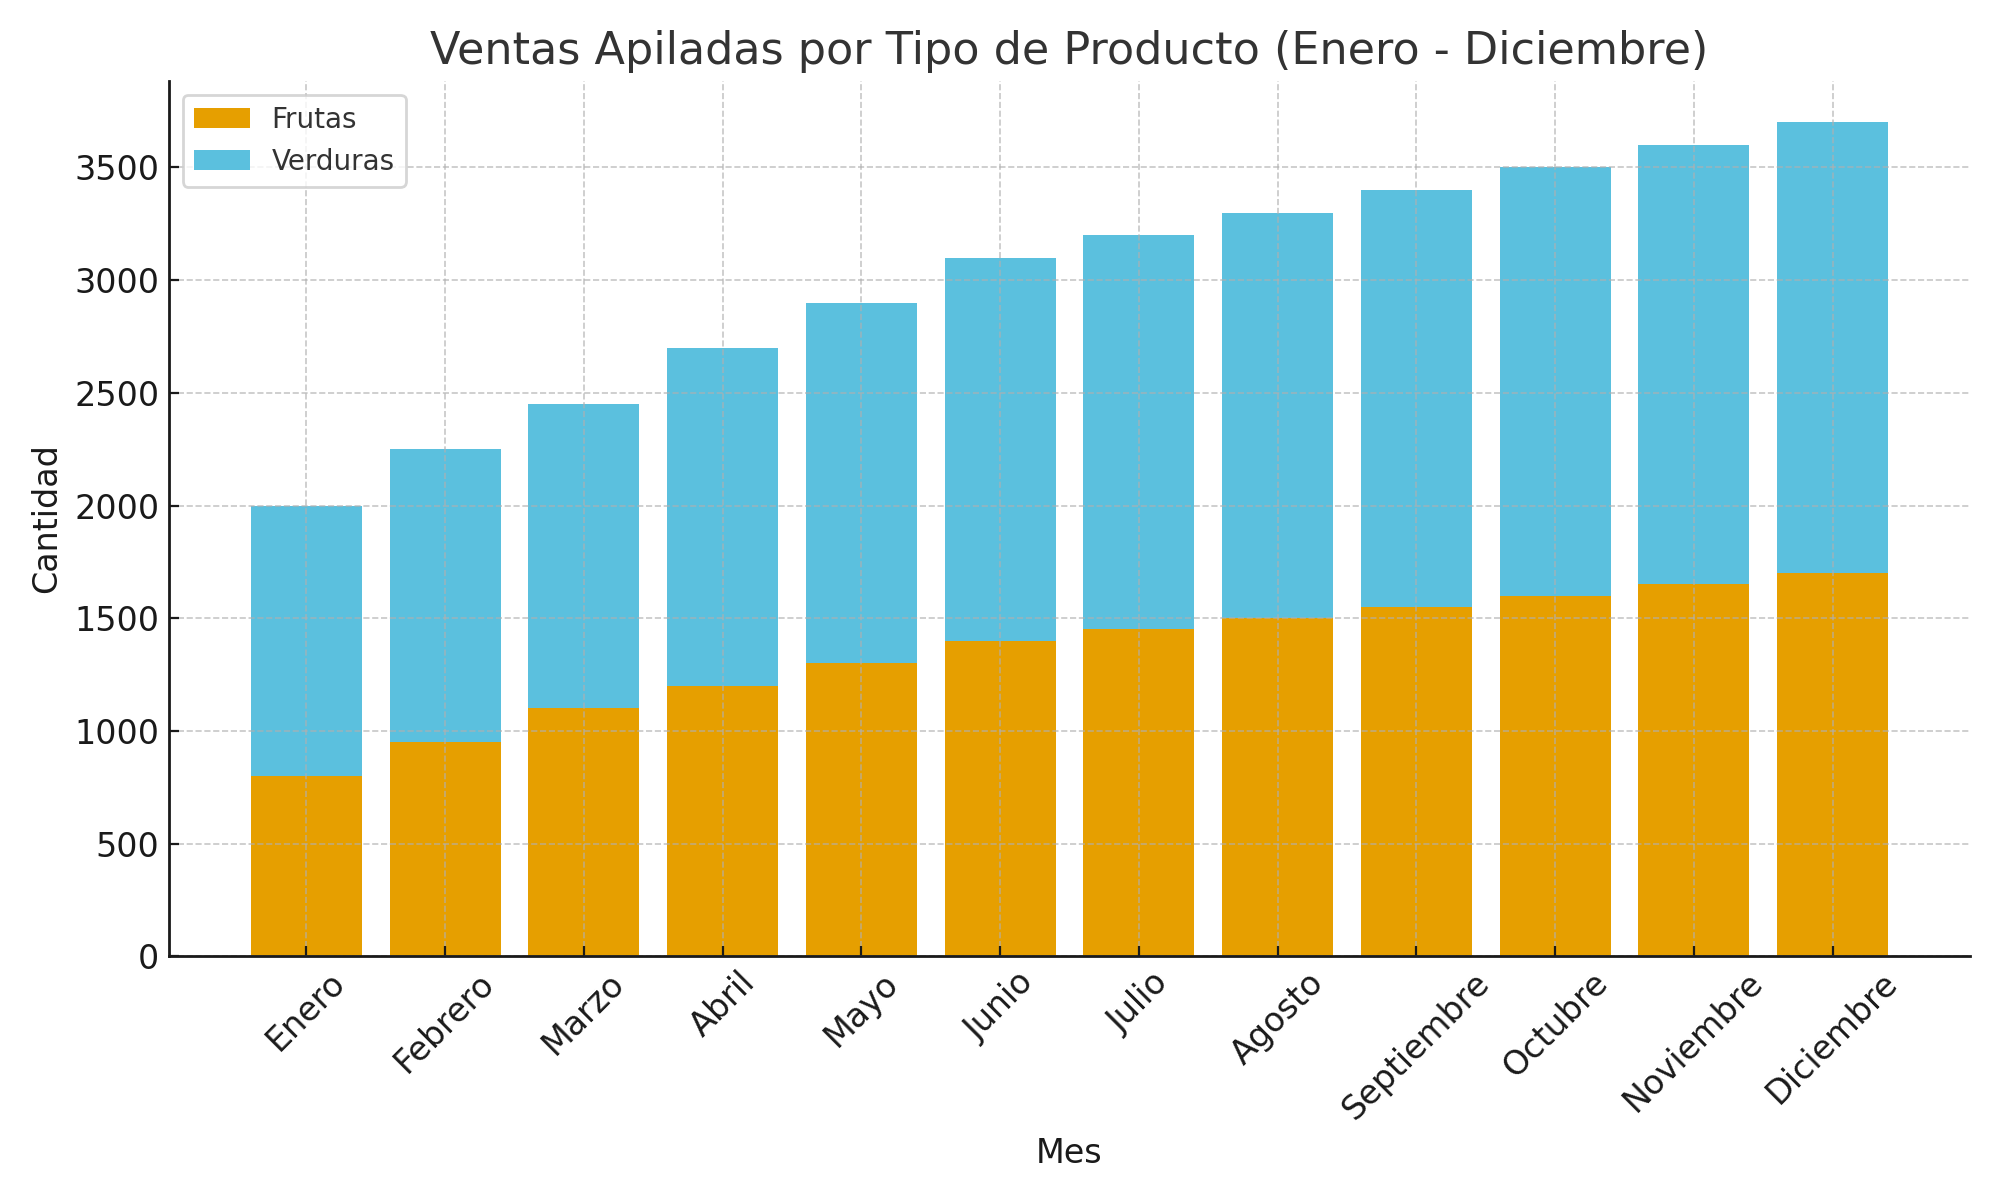 Ventas Apiladas por Tipo de Producto (Enero - Diciembre)
Frutas
Verduras
3500
3000
2500
2000
1500
1000
500
0
Cantidad
Enero
Febrero
Marzo
Abril
Mayo
Junio
Julio
Agosto
Septiembre
Octubre
Noviembre
Diciembre
Mes